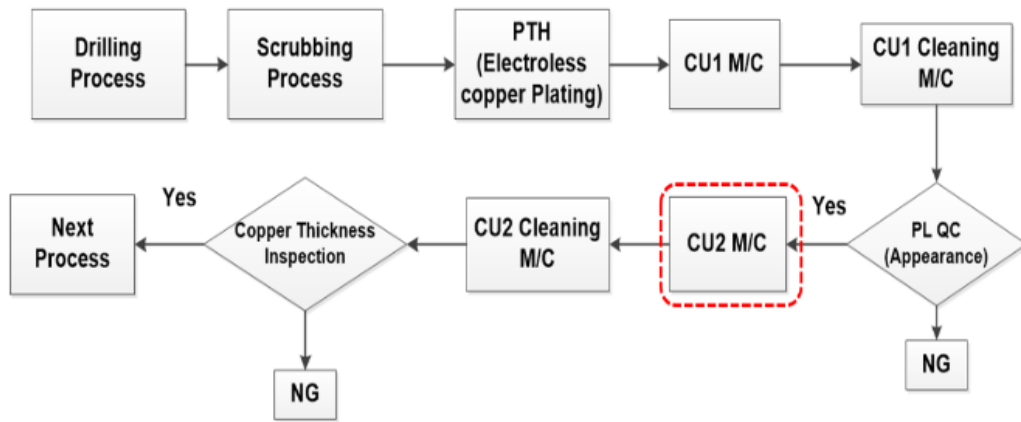 Drilling
Process
Scrubbing
Process
PTH
(Electroless
copper Plating)
CU1 M/C
CU1 Cleaning
M/C
PL QC
(Appearance)
NG
Yes
CU2 M/C
CU2 Cleaning
M/C
Copper Thickness
Inspection
NG
Yes
Next
Process